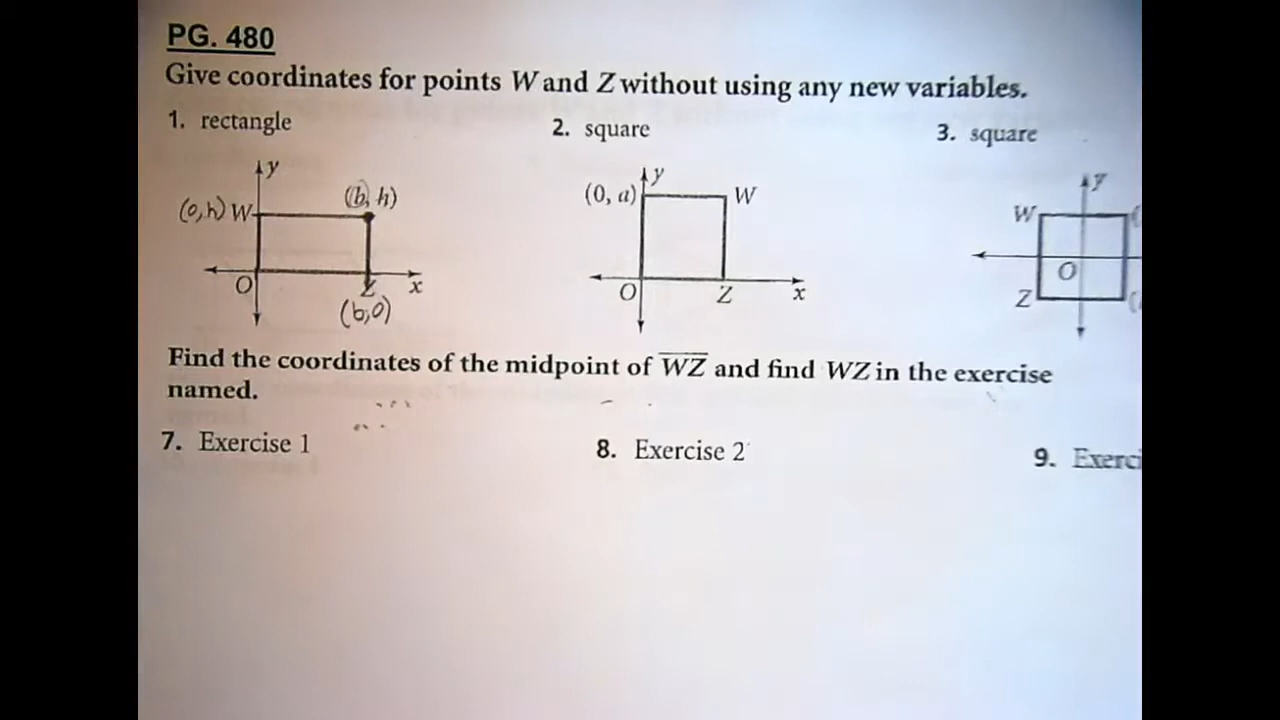 PG. 480
Give coordinates for points W and Z without using any new variables.
1. rectangle
2. square
3. square
y
(0,h) W
(b, h)
O
Z
x
(b,0)
y
(0, a)
W
O
Z
x
y
W
O
Z
Find the coordinates of the midpoint of WZ and find WZ in the exercise
named.
7. Exercise 1
8. Exercise 2
9.